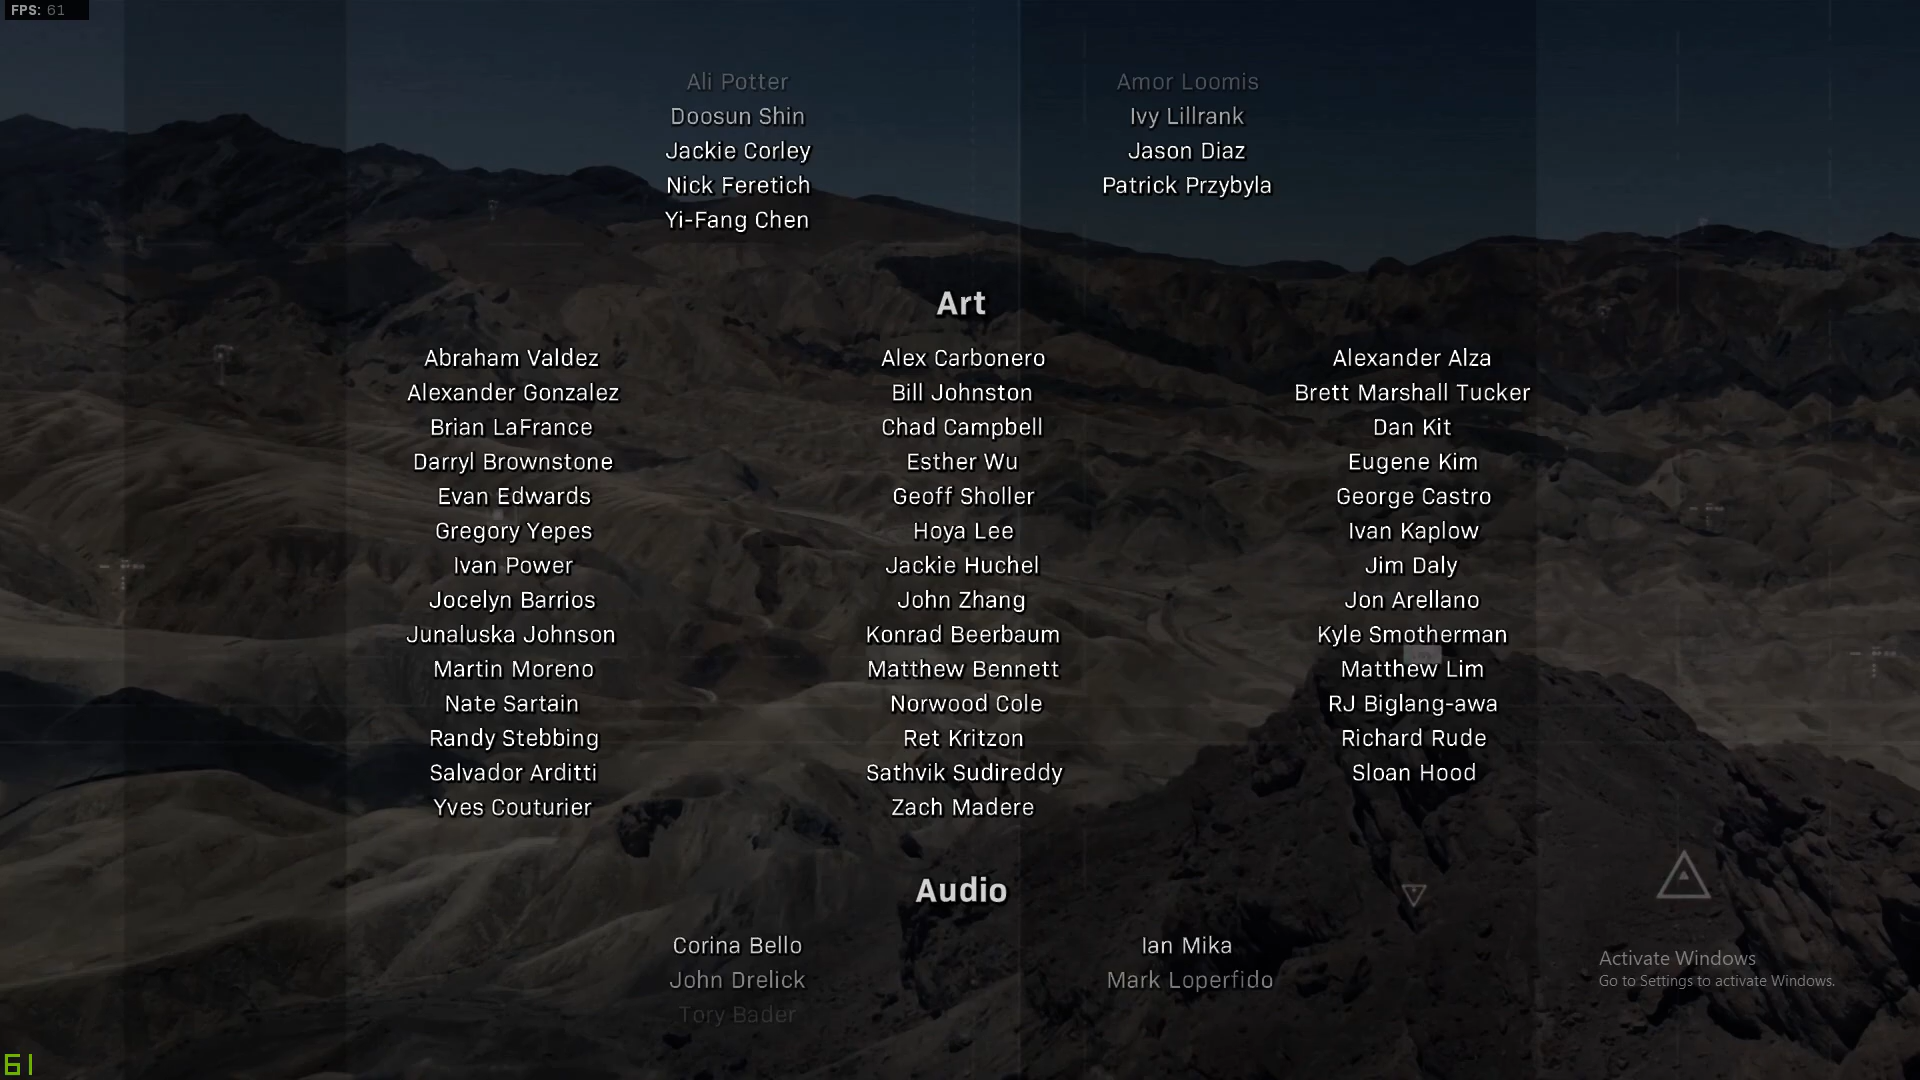 FPS: 61
Ali Potter Amor Loomis
Doosun Shin Ivy Lillrank
Jackie Corley Jason Diaz
Nick Feretich Patrick Przybyla
Yi-Fang Chen
Art
Abraham Valdez Alex Carbonero Alexander Alza
Alexander Gonzalez Bill Johnston Brett Marshall Tucker
Brian LaFrance Chad Campbell Dan Kit
Darryl Brownstone Esther Wu Eugene Kim
Evan Edwards Geoff Sholler George Castro
Gregory Yepes Hoya Lee Ivan Kaplow
Ivan Power Jackie Huchel Jim Daly
Jocelyn Barrios John Zhang Jon Arellano
Junaluska Johnson Konrad Beerbaum Kyle Smotherman
Martin Moreno Matthew Bennett Matthew Lim
Nate Sartain Norwood Cole RJ Biglang-awa
Randy Stebbing Ret Kritzon Richard Rude
Salvador Arditti Sathvik Sudireddy Sloan Hood
Yves Couturier Zach Madere
Audio
Corina Bello Ian Mika
John Drelick Mark Loperfido
Tory Bader
Activate Windows
Go to Settings to activate Windows.
61